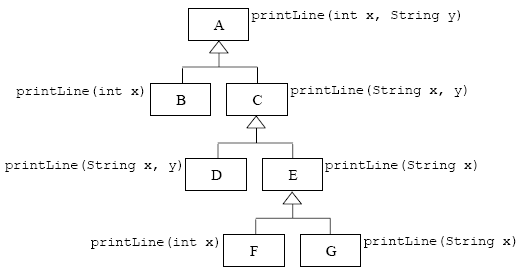 printLine(int x, String y)
A
printLine(int x)
B
C
printLine(String x, y)
printLine(String x, y)
D
E
printLine(String x)
printLine(int x)
F
G
printLine(String x)